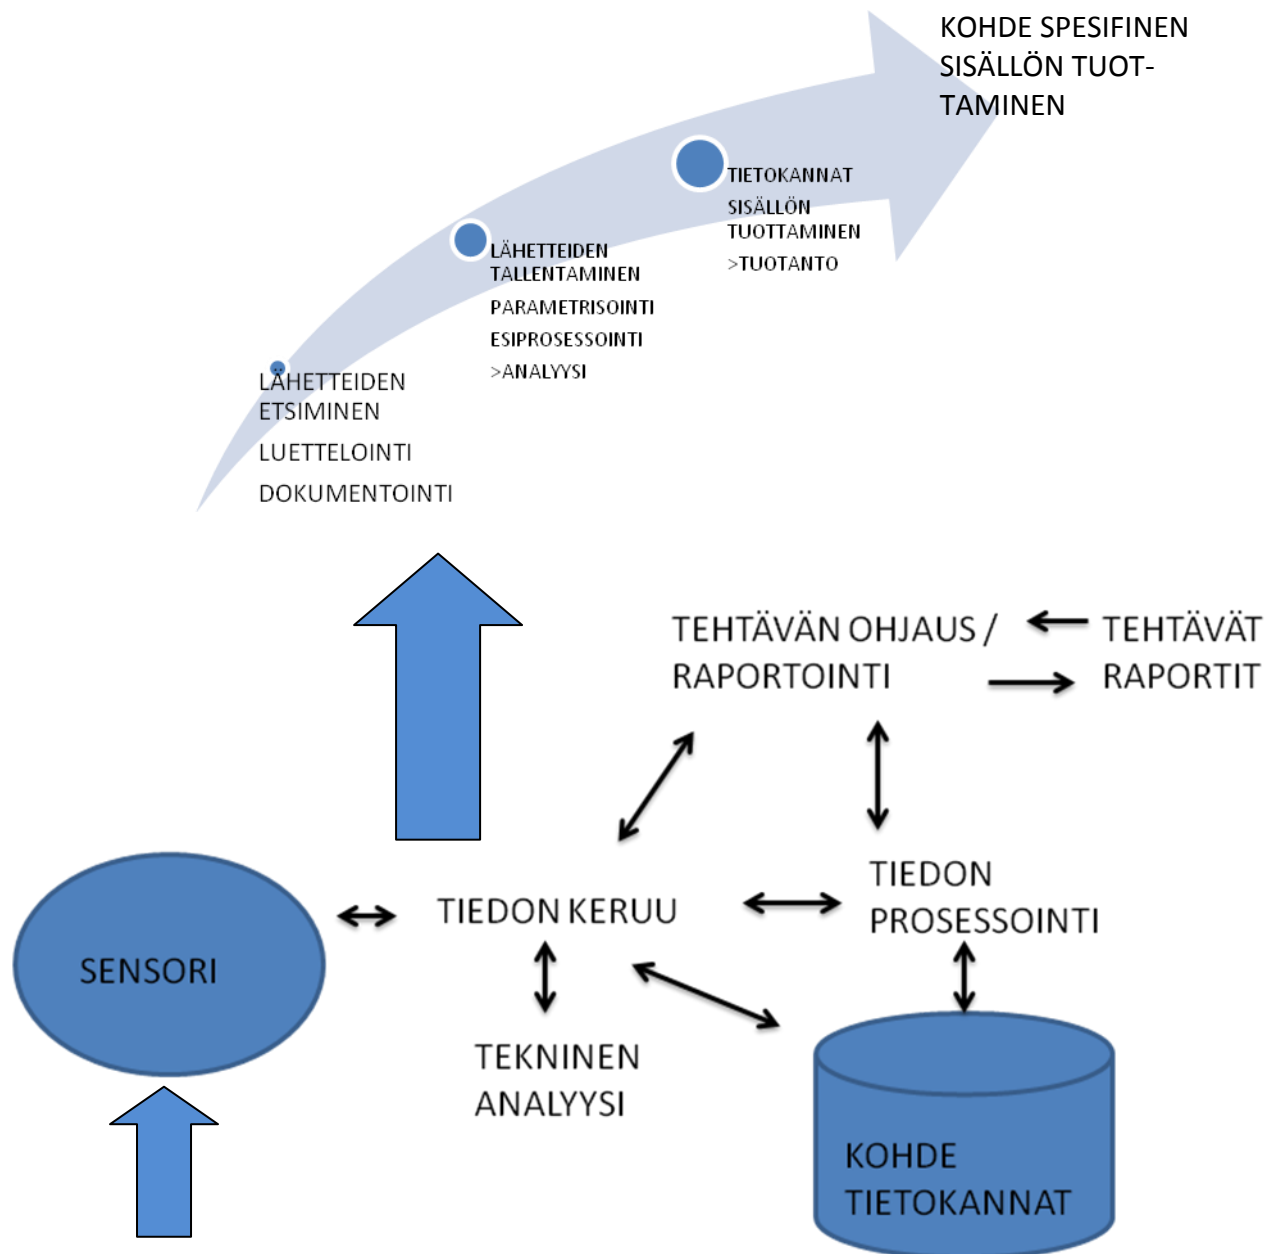 KOHDE SPESIFINEN
SISÄLLÖN TUOT-
TAMINEN
TIETOKANNAT
SISÄLLÖN
TUOTTAMINEN
>TUOTANTO
LÄHETTEIDEN
TALLENTAMINEN
PARAMETRISOINTI
ESIPROSESSOINTI
>ANALYYSI
LÄHETTEIDEN
ETSIMINEN
LUETTELOINTI
DOKUMENTOINTI
TEHTÄVÄN OHJAUS /
RAPORTOINTI
TEHTÄVÄT
RAPORTIT
SENSORI
TIEDON KERUU
TIEDON
PROSESSOINTI
TEKNINEN
ANALYYSI
KOHDE
TIETOKANNAT